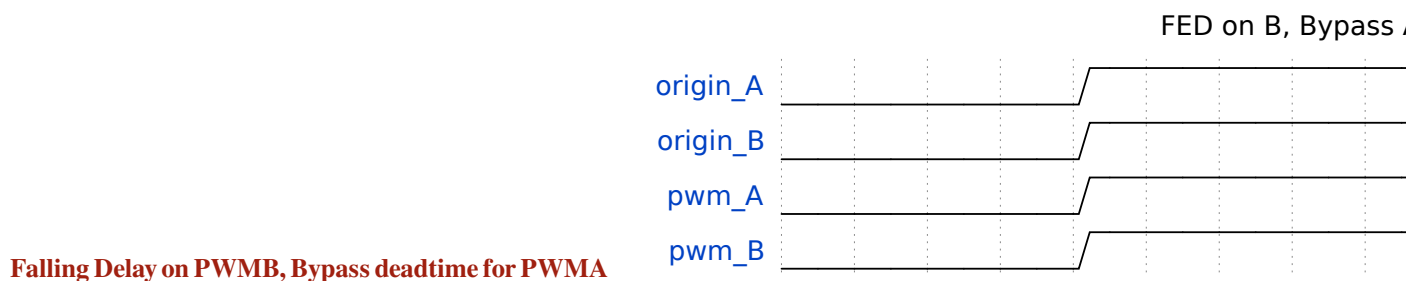 FED on B, Bypass
origin_A
origin_B
pwm_A
pwm_B
Falling Delay on PWMB, Bypass deadtime for PWMA